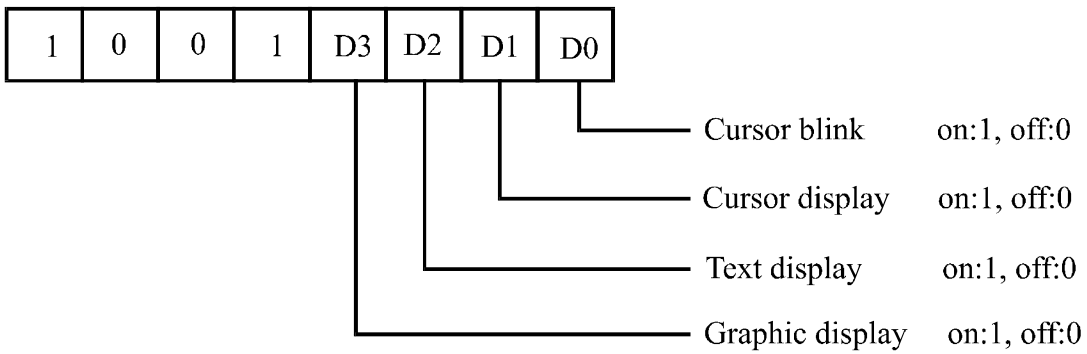 1 0 0 1 D3 D2 D1 D0
Cursor blink on:1, off:0
Cursor display on:1, off:0
Text display on:1, off:0
Graphic display on:1, off:0